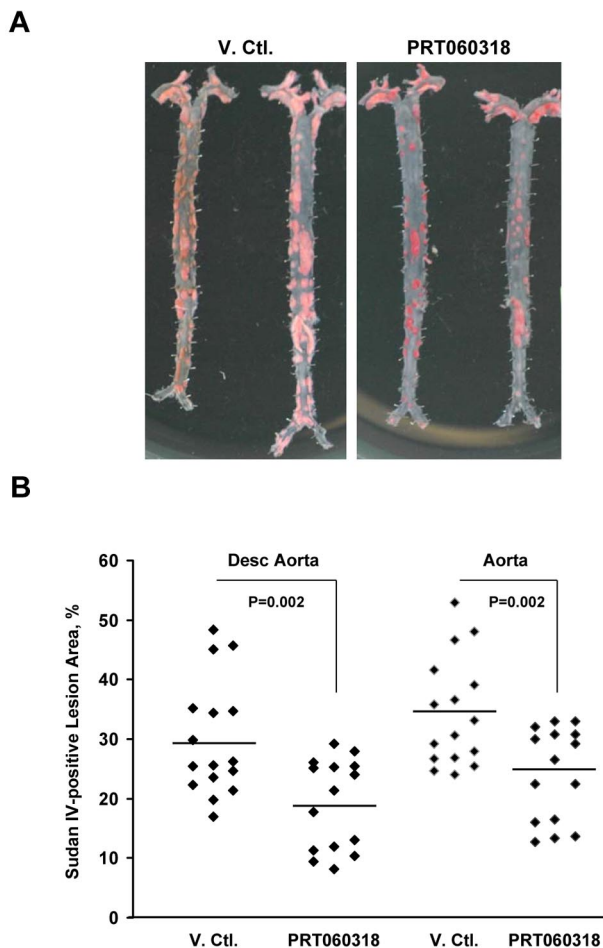 A
V. Ctl. PRT060318
B
Desc Aorta Aorta
P=0.002 P=0.002
Sudan IV-positive Lesion Area, %
60
50
40
30
20
10
0
V. Ctl. PRT060318 V. Ctl. PRT060318